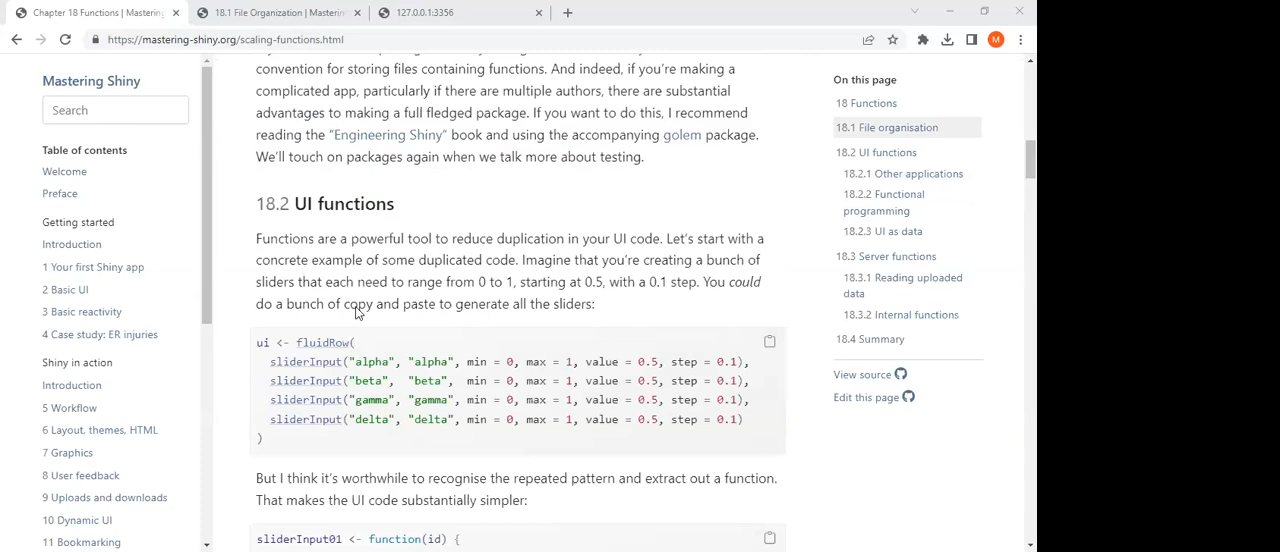 Chapter 18 Functions | Mastering
18.1 File Organization | Mastering
127.0.0.1:3356
https://mastering-shiny.org/scaling-functions.html
M
Mastering Shiny
Search
Table of contents
Welcome
Preface
Getting started
Introduction
1 Your first Shiny app
2 Basic UI
3 Basic reactivity
4 Case study: ER injuries
Shiny in action
Introduction
5 Workflow
6 Layout, themes, HTML
7 Graphics
8 User feedback
9 Uploads and downloads
10 Dynamic UI
11 Bookmarking
convention for storing files containing functions. And indeed, if you're making a
complicated app, particularly if there are multiple authors, there are substantial
advantages to making a full fledged package. If you want to do this, I recommend
reading the "Engineering Shiny" book and using the accompanying golem package.
We'll touch on packages again when we talk more about testing.
18.2 UI functions
Functions are a powerful tool to reduce duplication in your UI code. Let's start with a
concrete example of some duplicated code. Imagine that you're creating a bunch of
sliders that each need to range from 0 to 1, starting at 0.5, with a 0.1 step. You could
do a bunch of copy and paste to generate all the sliders:
ui <- fluidRow(
sliderInput("alpha", "alpha", min = 0, max = 1, value = 0.5, step = 0.1),
sliderInput("beta", "beta", min = 0, max = 1, value = 0.5, step = 0.1),
sliderInput("gamma", "gamma", min = 0, max = 1, value = 0.5, step = 0.1),
sliderInput("delta", "delta", min = 0, max = 1, value = 0.5, step = 0.1)
)
But I think it's worthwhile to recognise the repeated pattern and extract out a function.
That makes the UI code substantially simpler:
sliderInput01 <- function(id) {
On this page
18 Functions
18.1 File organisation
18.2 UI functions
18.2.1 Other applications
18.2.2 Functional
programming
18.2.3 UI as data
18.3 Server functions
18.3.1 Reading uploaded
data
18.3.2 Internal functions
18.4 Summary
View source
Edit this page